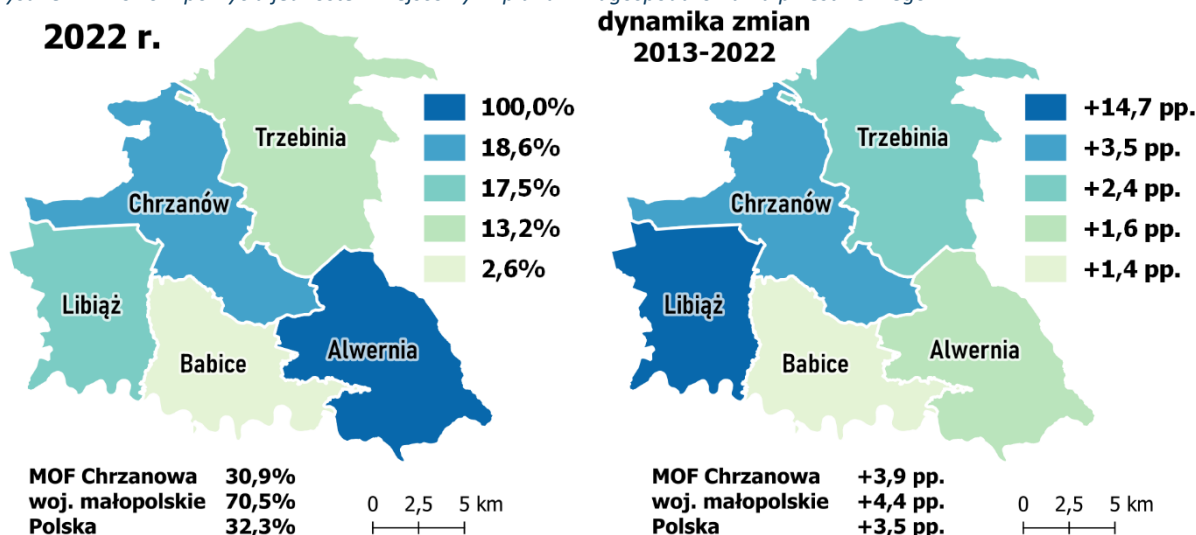 2022 r.
100,0%
18,6%
17,5%
13,2%
2,6%
Trzebinia
Chrzanów
Libiąż
Babice
Alwernia
MOF Chrzanowa 30,9%
woj. małopolskie 70,5%
Polska 32,3%
0 2,5 5 km
dynamika zmian
2013-2022
+14,7 pp.
+3,5 pp.
+2,4 pp.
+1,6 pp.
+1,4 pp.
Trzebinia
Chrzanów
Libiąż
Babice
Alwernia
MOF Chrzanowa +3,9 pp.
woj. małopolskie +4,4 pp.
Polska +3,5 pp.
0 2,5 5 km